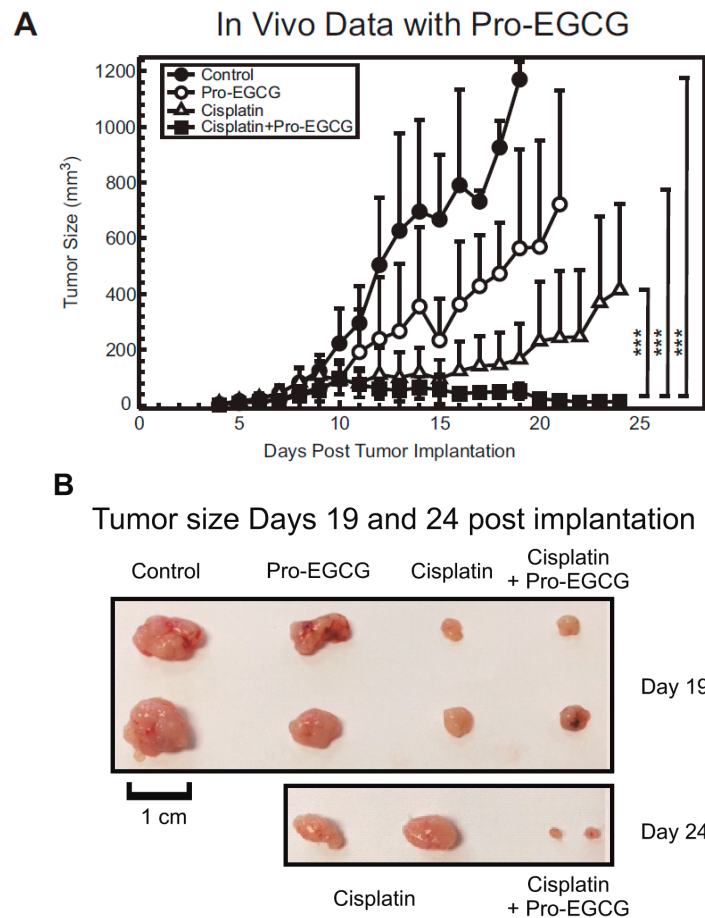 A
In Vivo Data with Pro-EGCG
1200
1000
800
600
400
200
0
Tumor Size (mm³)
Control
Pro-EGCG
Cisplatin
Cisplatin+Pro-EGCG
***
***
***
0
5
10
15
20
25
Days Post Tumor Implantation
B
Tumor size Days 19 and 24 post implantation
Control
Pro-EGCG
Cisplatin
Cisplatin
+ Pro-EGCG
Day 19
1 cm
Day 24
Cisplatin
Cisplatin
+ Pro-EGCG